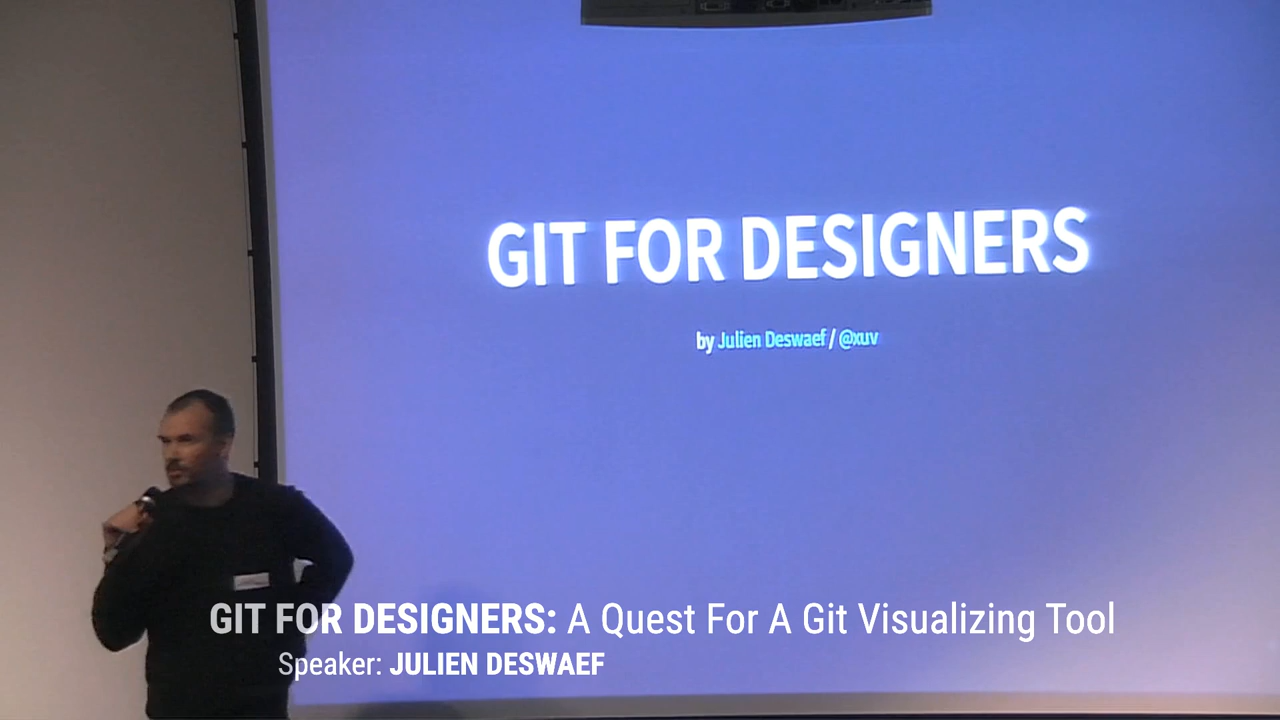 GIT FOR DESIGNERS
by Julien Deswaef / @xuv
GIT FOR DESIGNERS: A Quest For A Git Visualizing Tool
Speaker: JULIEN DESWAEF